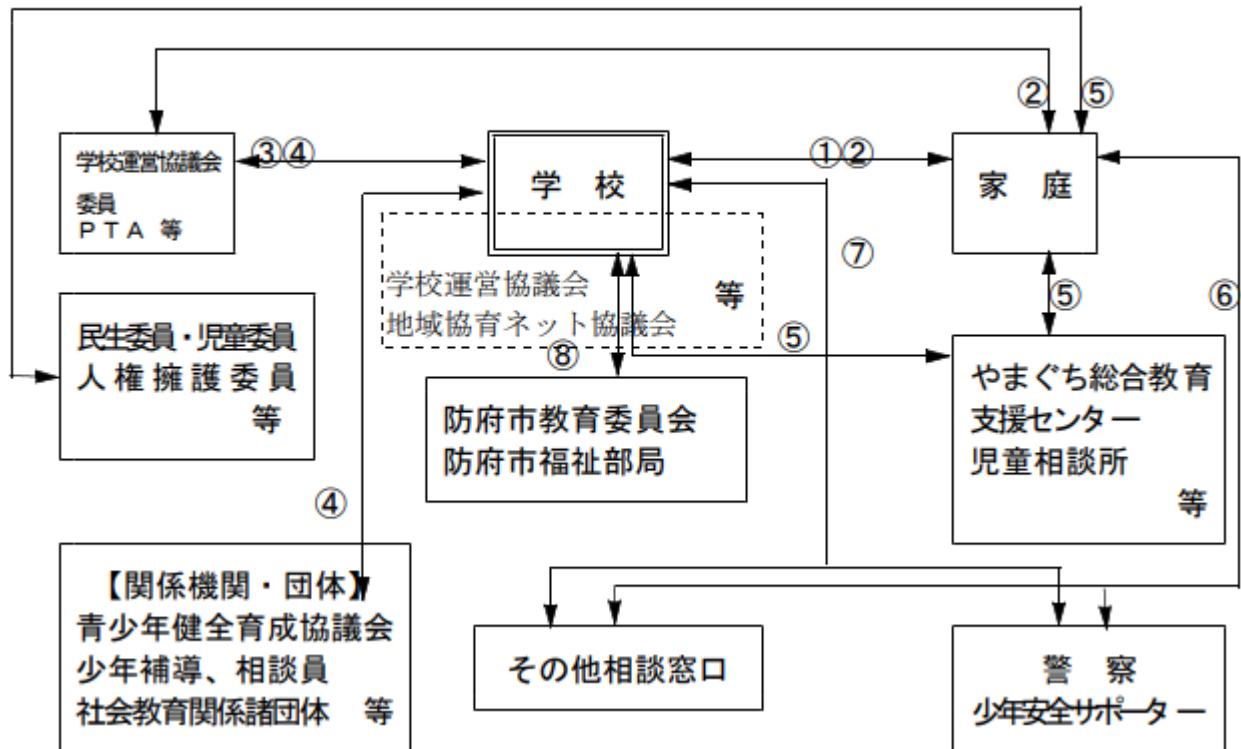 ② ⑤
学校運営協議会
委員
ＰＴＡ 等
③④
学 校
①②
家 庭
学校運営協議会
地域協育ネット協議会
等
⑦
⑤
⑥
民生委員・児童委員
人権擁護委員
等
⑧
⑤
防府市教育委員会
防府市福祉部局
やまぐち総合教育
支援センター
児童相談所
等
④
【関係機関・団体】
青少年健全育成協議会
少年補導、相談員
社会教育関係諸団体 等
その他相談窓口
警 察
少年安全サポーター